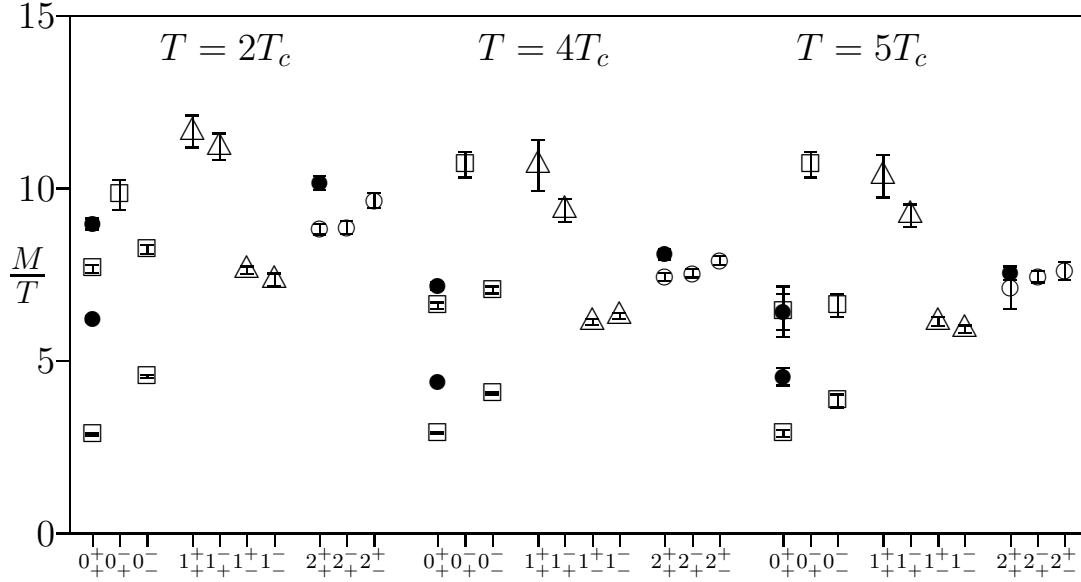 15
T = 2T_c T = 4T_c T = 5T_c
10
M
T
5
0
0^+_+ 0^-_+ 0^-_- 1^+_+ 1^-_+ 1^+_- 1^-_- 2^+_+ 2^-_+ 2^+_- 0^+_+ 0^-_+ 0^-_- 1^+_+ 1^-_+ 1^+_- 1^-_- 2^+_+ 2^-_+ 2^+_- 0^+_+ 0^-_+ 0^-_- 1^+_+ 1^-_+ 1^+_- 1^-_- 2^+_+ 2^-_+ 2^+_-